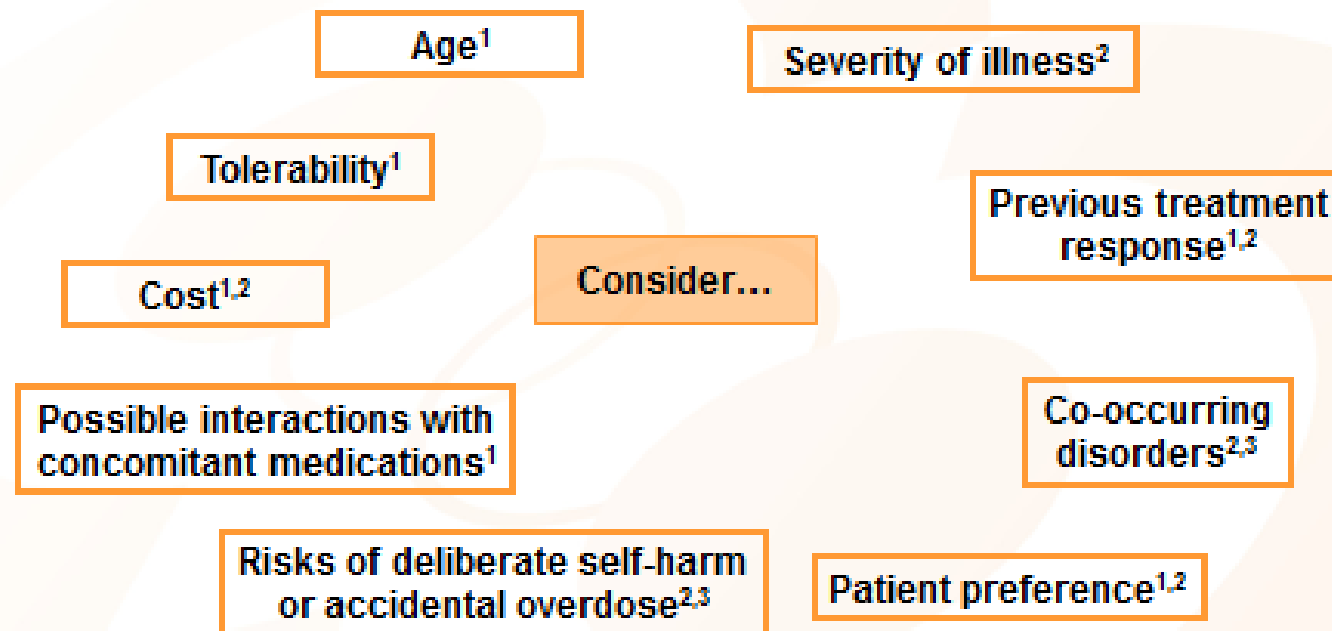 Age¹
Severity of illness²
Tolerability¹
Previous treatment
response¹,²
Cost¹,²
Consider...
Possible interactions with
concomitant medications¹
Co-occurring
disorders²,³
Risks of deliberate self-harm
or accidental overdose²,³
Patient preference¹,²